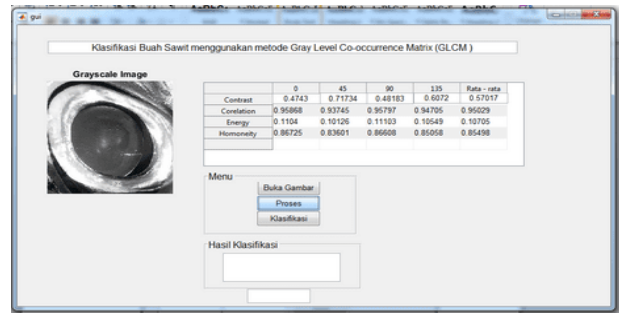 gui
Klasifikasi Buah Sawit menggunakan metode Gray Level Co-occurrence Matrix (GLCM )
Grayscale Image
0 45 90 135 Rata - rata
Contrast 0.4743 0.71734 0.48183 0.6072 0.57017
Corelation 0.95868 0.93745 0.95797 0.94705 0.95029
Energy 0.1104 0.10126 0.11103 0.10549 0.10705
Homoneity 0.86725 0.83601 0.86608 0.85058 0.85498
Menu
Buka Gambar
Proses
Klasifikasi
Hasil Klasifikasi